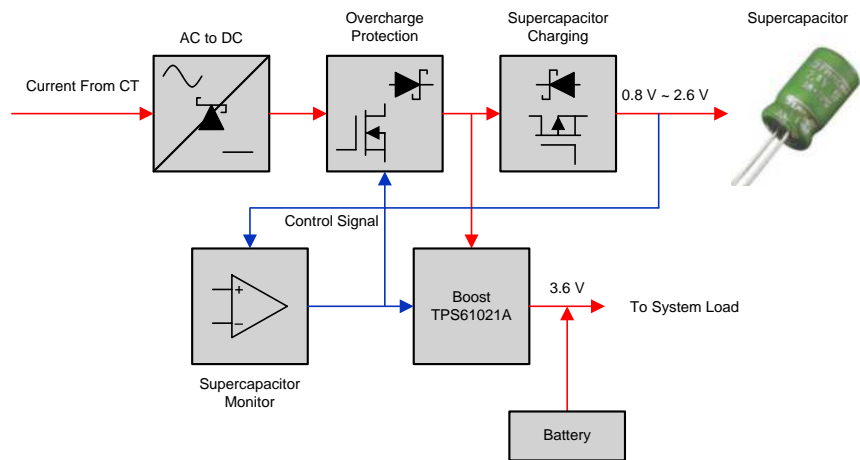 Overcharge
Protection
Supercapacitor
Charging
Supercapacitor
AC to DC
Current From CT
0.8 V ~ 2.6 V
Control Signal
Boost
TPS61021A
3.6 V
To System Load
Supercapacitor
Monitor
Battery